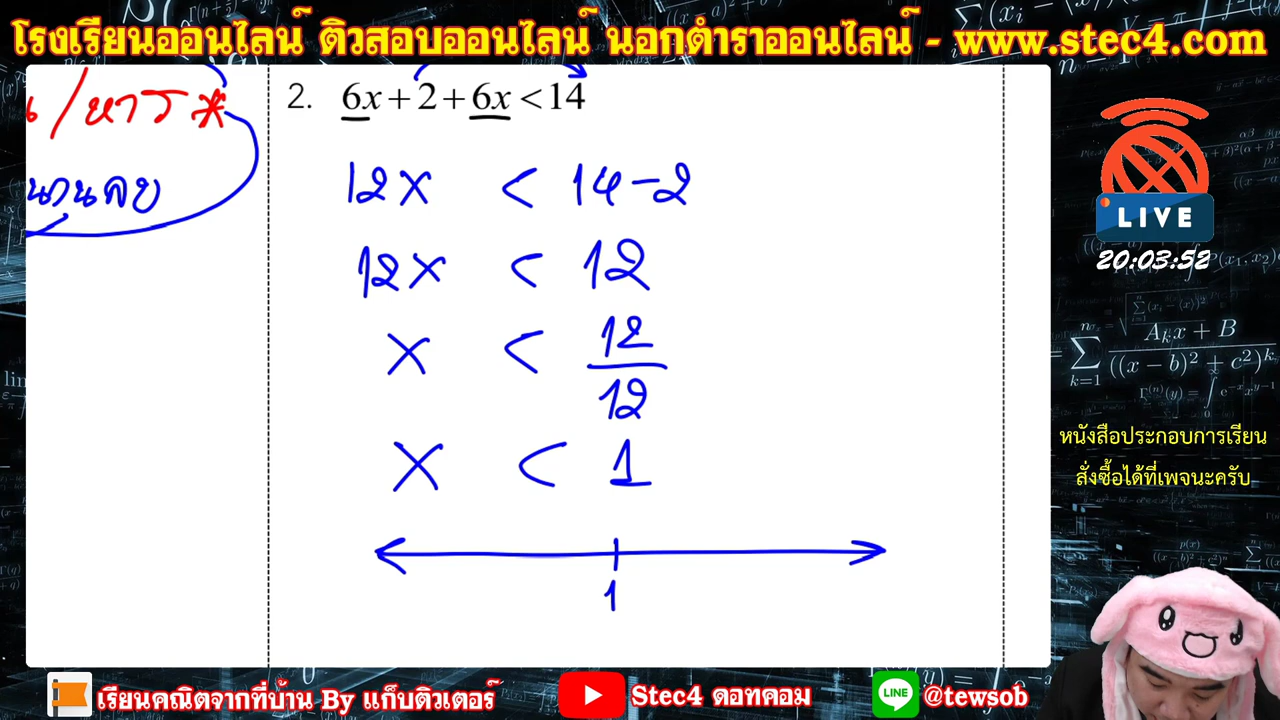 โรงเรียนออนไลน์ ติวสอบออนไลน์ นอกตำราออนไลน์ - www.stec4.com
/หาร *
2. 6x+2+6x<14
12x < 14-2
12x < 12
x < 12/12
x < 1
1
LIVE
20:03:52
หนังสือประกอบการเรียน
สั่งซื้อได้ที่เพจนะครับ
เรียนคณิตจากที่บ้าน By แก็บติวเตอร์
Stec4 ดอทคอม
LINE @tewsob